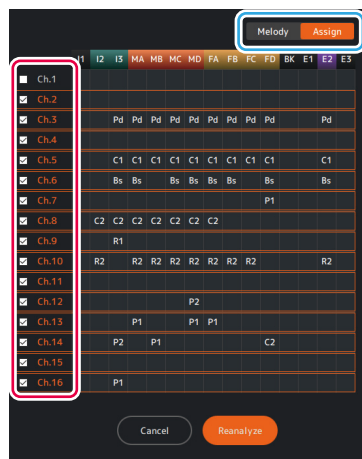 Melody Assign
I1 I2 I3 MA MB MC MD FA FB FC FD BK E1 E2 E3
Ch.1
Ch.2
Ch.3 Pd Pd Pd Pd Pd Pd Pd Pd Pd Pd
Ch.4
Ch.5 C1 C1 C1 C1 C1 C1 C1 C1 C1 C1
Ch.6 Bs Bs Bs Bs Bs Bs Bs Bs
Ch.7 P1
Ch.8 C2 C2 C2 C2 C2 C2 C2
Ch.9 R1
Ch.10 R2 R2 R2 R2 R2 R2 R2 R2 R2
Ch.11
Ch.12 P2
Ch.13 P1 P1 P1
Ch.14 P2 P1 C2
Ch.15
Ch.16 P1
Cancel Reanalyze